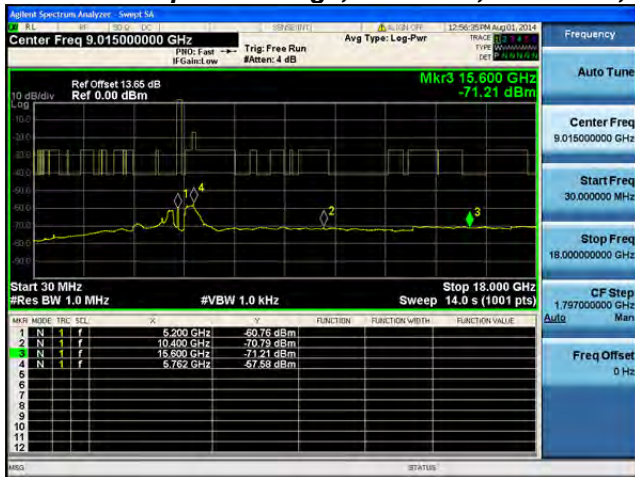 Agilent Spectrum Analyzer - Swept SA
RL RF 50 Ω DC SENSE:INT ALIGN OFF 12:56:35 PM Aug 01, 2014
Center Freq 9.015000000 GHz
PNO: Fast
IFGain:Low
Trig: Free Run
#Atten: 4 dB
Avg Type: Log-Pwr
TRACE
TYPE
DET
Frequency
Auto Tune
Center Freq
9.015000000 GHz
Start Freq
30.000000 MHz
Stop Freq
18.000000000 GHz
CF Step
1.797000000 GHz
Auto Man
Freq Offset
0 Hz
Ref Offset 13.65 dB
10 dB/div Ref 0.00 dBm
Log
Mkr3 15.600 GHz
-71.21 dBm
1
4
2
3
Start 30 MHz Stop 18.000 GHz
#Res BW 1.0 MHz #VBW 1.0 kHz Sweep 14.0 s (1001 pts)
MKR MODE TRC SCL X Y FUNCTION FUNCTION WIDTH FUNCTION VALUE
1 N 1 f 5.200 GHz -60.76 dBm
2 N 1 f 10.400 GHz -70.79 dBm
3 N 1 f 15.600 GHz -71.21 dBm
4 N 1 f 5.762 GHz -57.58 dBm
5
6
7
8
9
10
11
12
MSG STATUS